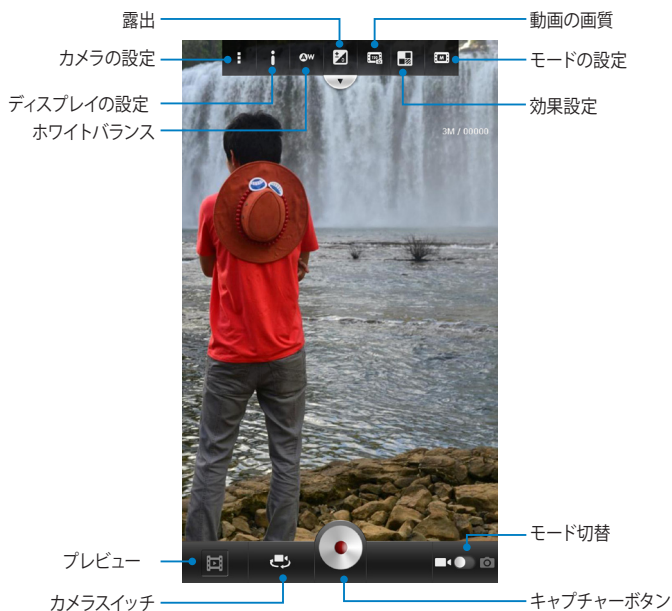 露出
動画の画質
カメラの設定
モードの設定
ディスプレイの設定
効果設定
ホワイトバランス
3M / 00000
モード切替
プレビュー
カメラスイッチ
キャプチャーボタン